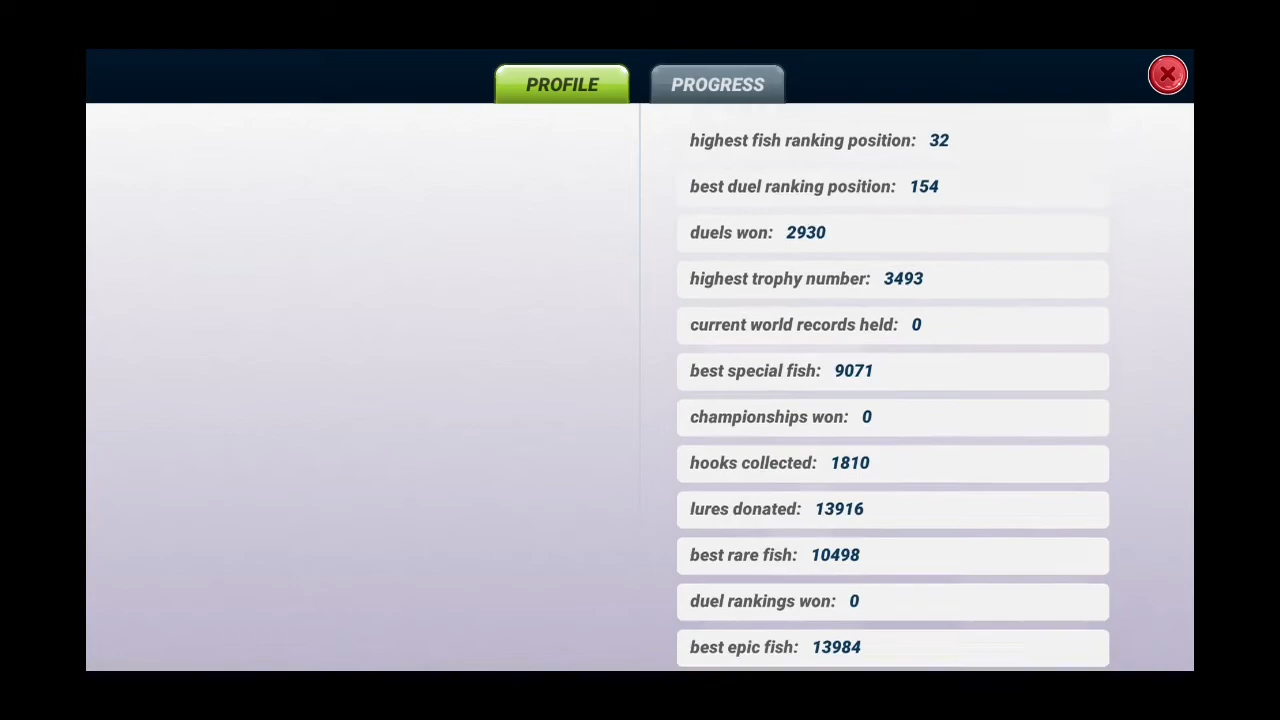 PROFILE
PROGRESS
highest fish ranking position: 32
best duel ranking position: 154
duels won: 2930
highest trophy number: 3493
current world records held: 0
best special fish: 9071
championships won: 0
hooks collected: 1810
lures donated: 13916
best rare fish: 10498
duel rankings won: 0
best epic fish: 13984